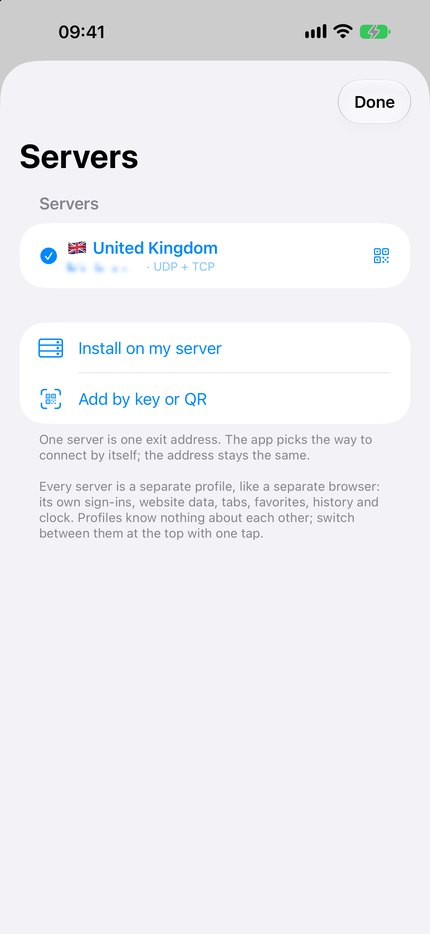 09:41
Done
Servers
Servers
United Kingdom
· UDP + TCP
Install on my server
Add by key or QR
One server is one exit address. The app picks the way to
connect by itself; the address stays the same.
Every server is a separate profile, like a separate browser:
its own sign-ins, website data, tabs, favorites, history and
clock. Profiles know nothing about each other; switch
between them at the top with one tap.